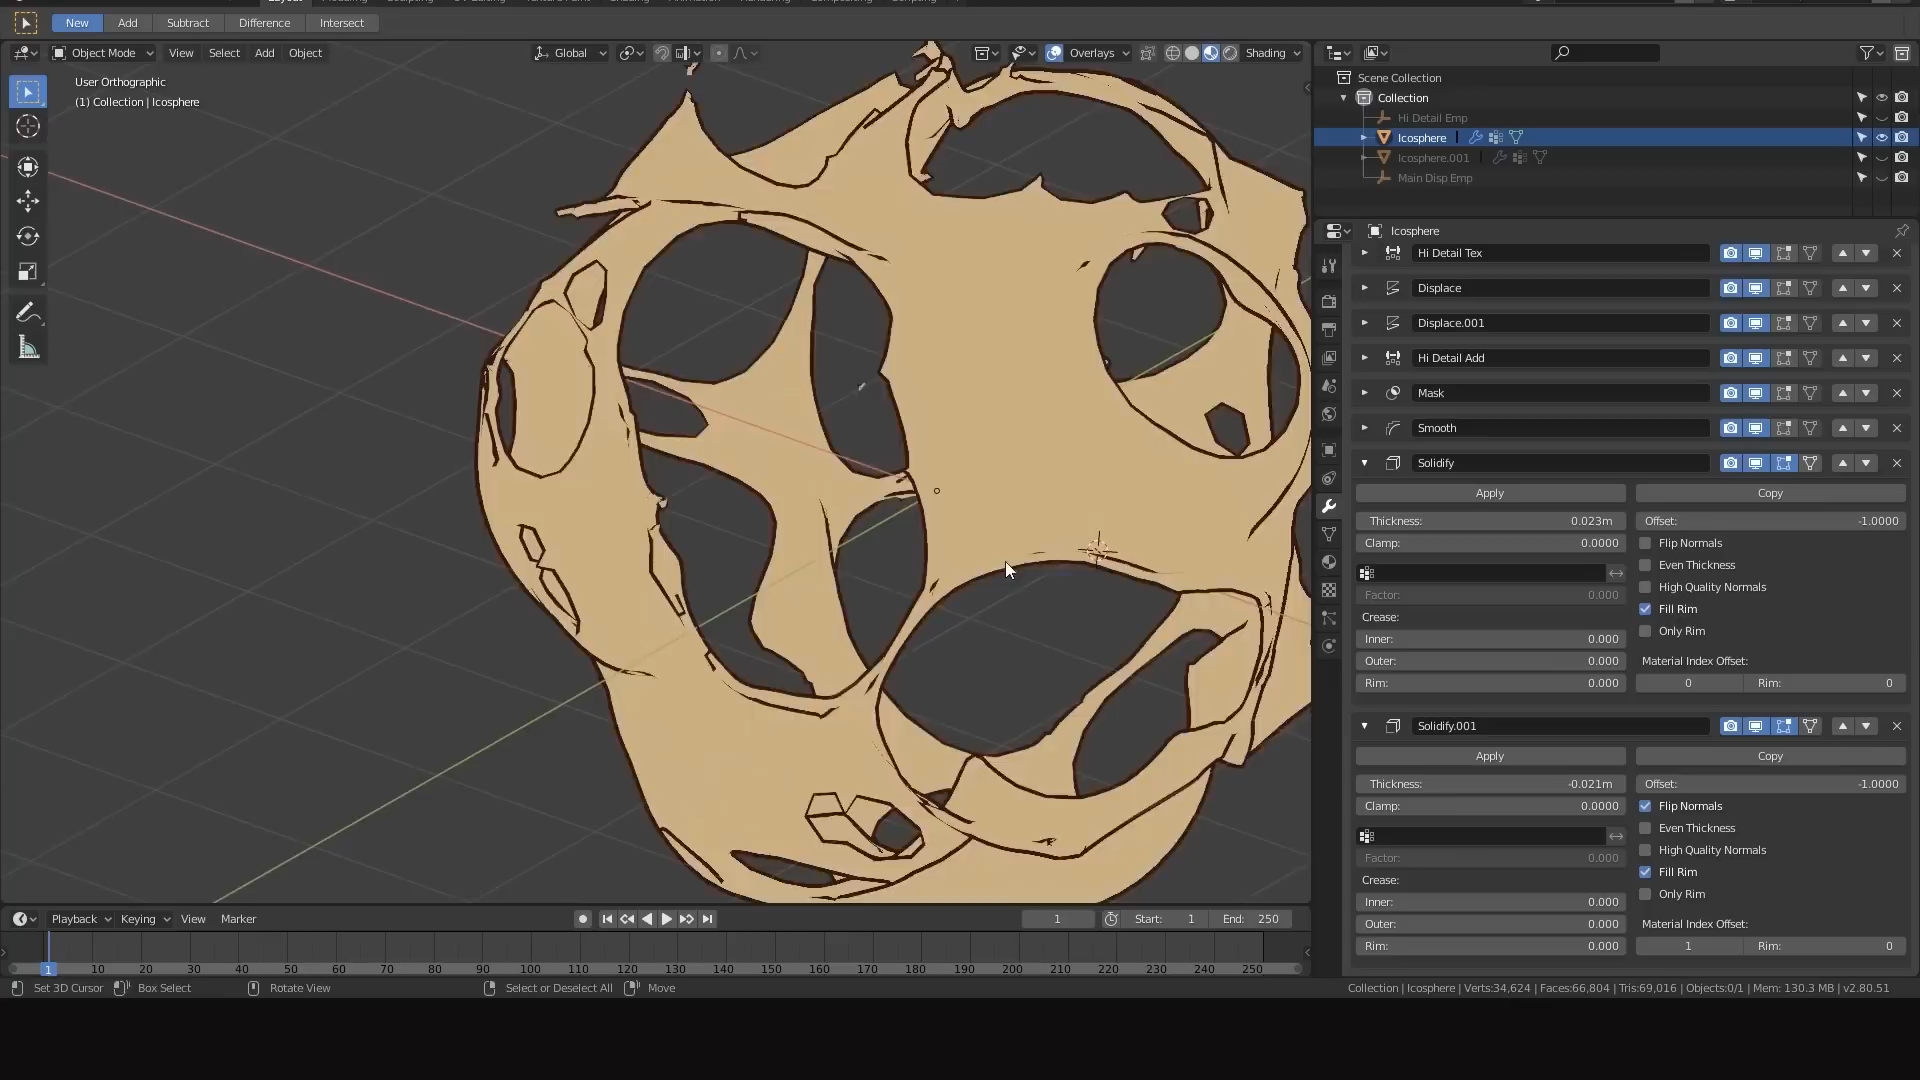 New Add Subtract Difference Intersect
Object Mode View Select Add Object Global Overlays Shading
User Orthographic
(1) Collection | Icosphere
Scene Collection
Collection
Hi Detail Emp
Icosphere
Icosphere.001
Main Disp Emp
Icosphere
Hi Detail Tex
Displace
Displace.001
Hi Detail Add
Mask
Smooth
Solidify
Apply Copy
Thickness: 0.023m Offset: -1.0000
Clamp: 0.0000 Flip Normals
Even Thickness
Factor: 0.000 High Quality Normals
Crease: Fill Rim
Inner: 0.000 Only Rim
Outer: 0.000 Material Index Offset:
Rim: 0.000 0 Rim: 0
Solidify.001
Apply Copy
Thickness: -0.021m Offset: -1.0000
Clamp: 0.0000 Flip Normals
Even Thickness
Factor: 0.000 High Quality Normals
Crease: Fill Rim
Inner: 0.000 Only Rim
Outer: 0.000 Material Index Offset:
Rim: 0.000 1 Rim: 0
Playback Keying View Marker 1 Start: 1 End: 250
1 10 20 30 40 50 60 70 80 90 100 110 120 130 140 150 160 170 180 190 200 210 220 230 240 250
Set 3D Cursor Box Select Rotate View Select or Deselect All Move Collection | Icosphere | Verts:34,624 | Faces:66,804 | Tris:69,016 | Objects:0/1 | Mem: 130.3 MB | v2.80.51